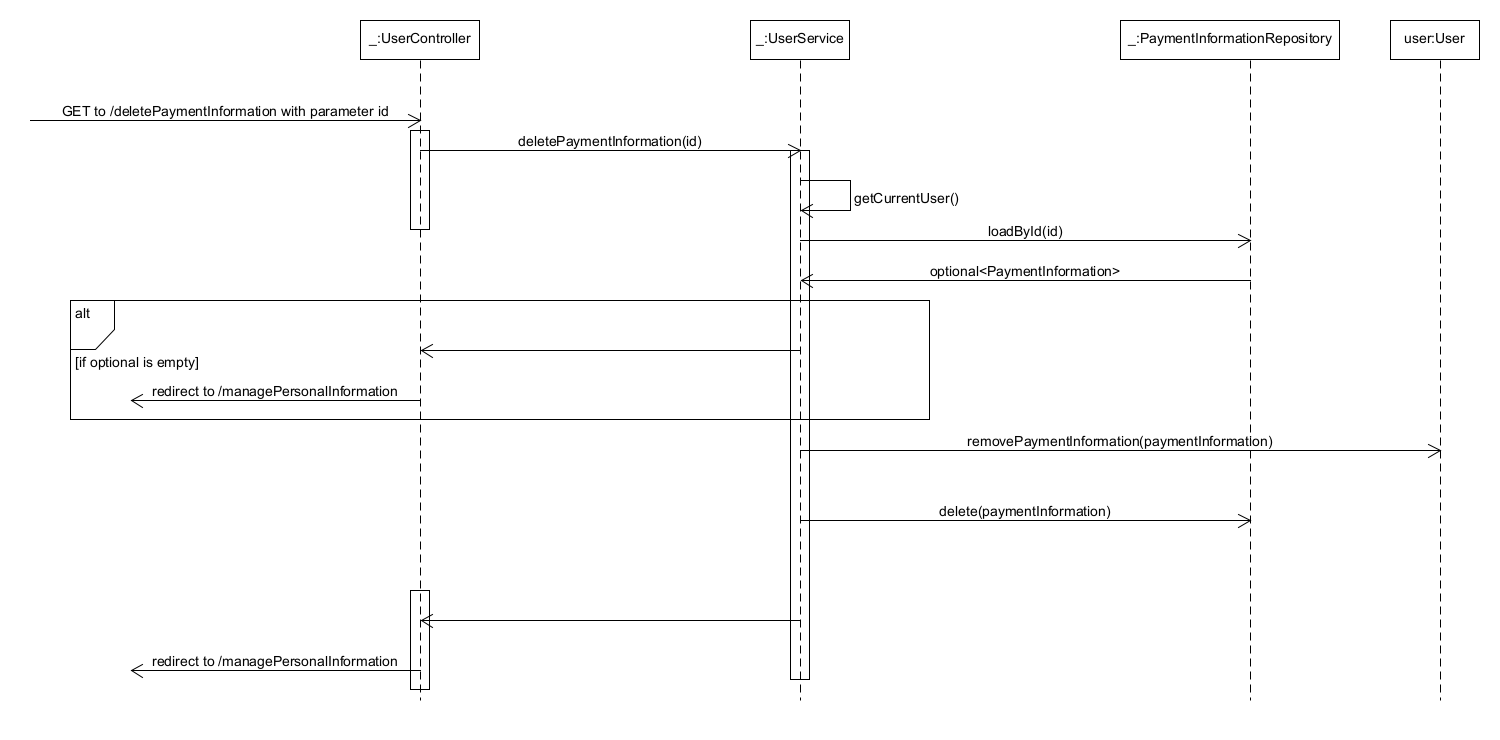 _:UserController
_:UserService
_:PaymentInformationRepository
user:User
GET to /deletePaymentInformation with parameter id
deletePaymentInformation(id)
getCurrentUser()
loadById(id)
optional<PaymentInformation>
alt
[if optional is empty]
redirect to /managePersonalInformation
removePaymentInformation(paymentInformation)
delete(paymentInformation)
redirect to /managePersonalInformation